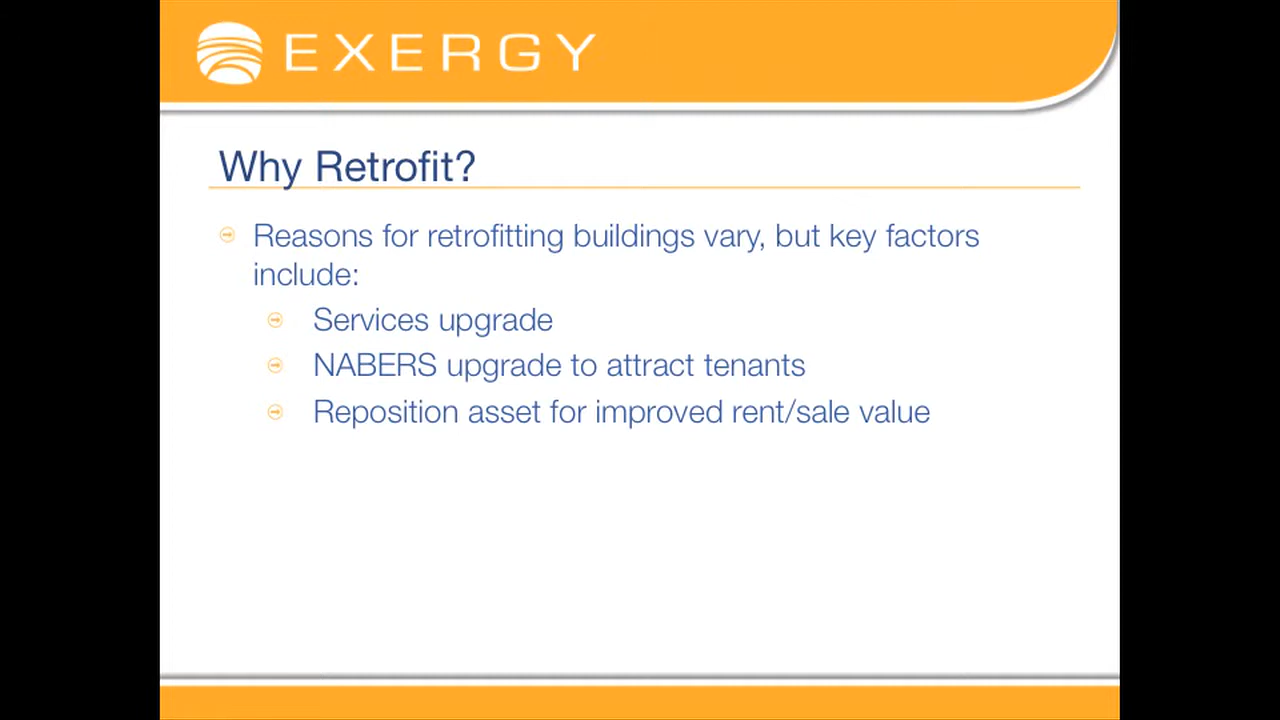 EXERGY
Why Retrofit?
Reasons for retrofitting buildings vary, but key factors
include:
Services upgrade
NABERS upgrade to attract tenants
Reposition asset for improved rent/sale value